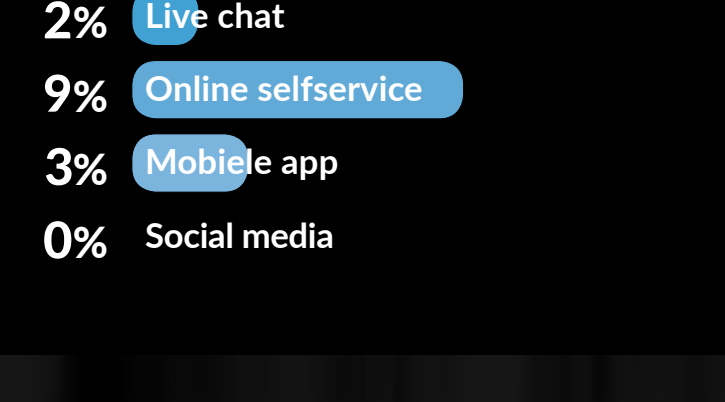 2% Live chat
9% Online selfservice
3% Mobiele app
0% Social media